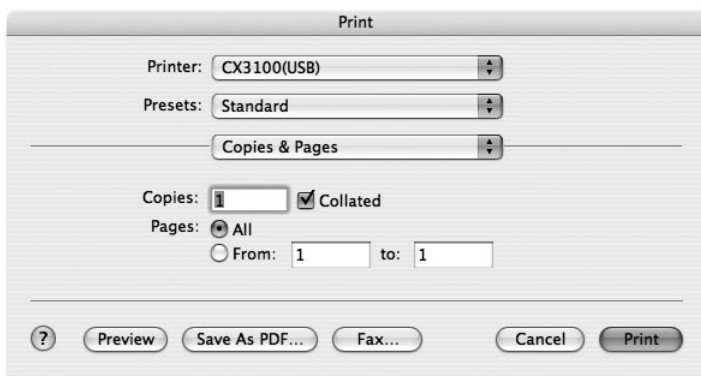 Print
Printer: CX3100(USB)
Presets: Standard
Copies & Pages
Copies: 1 Collated
Pages: All
From: 1 to: 1
? Preview Save As PDF... Fax... Cancel Print